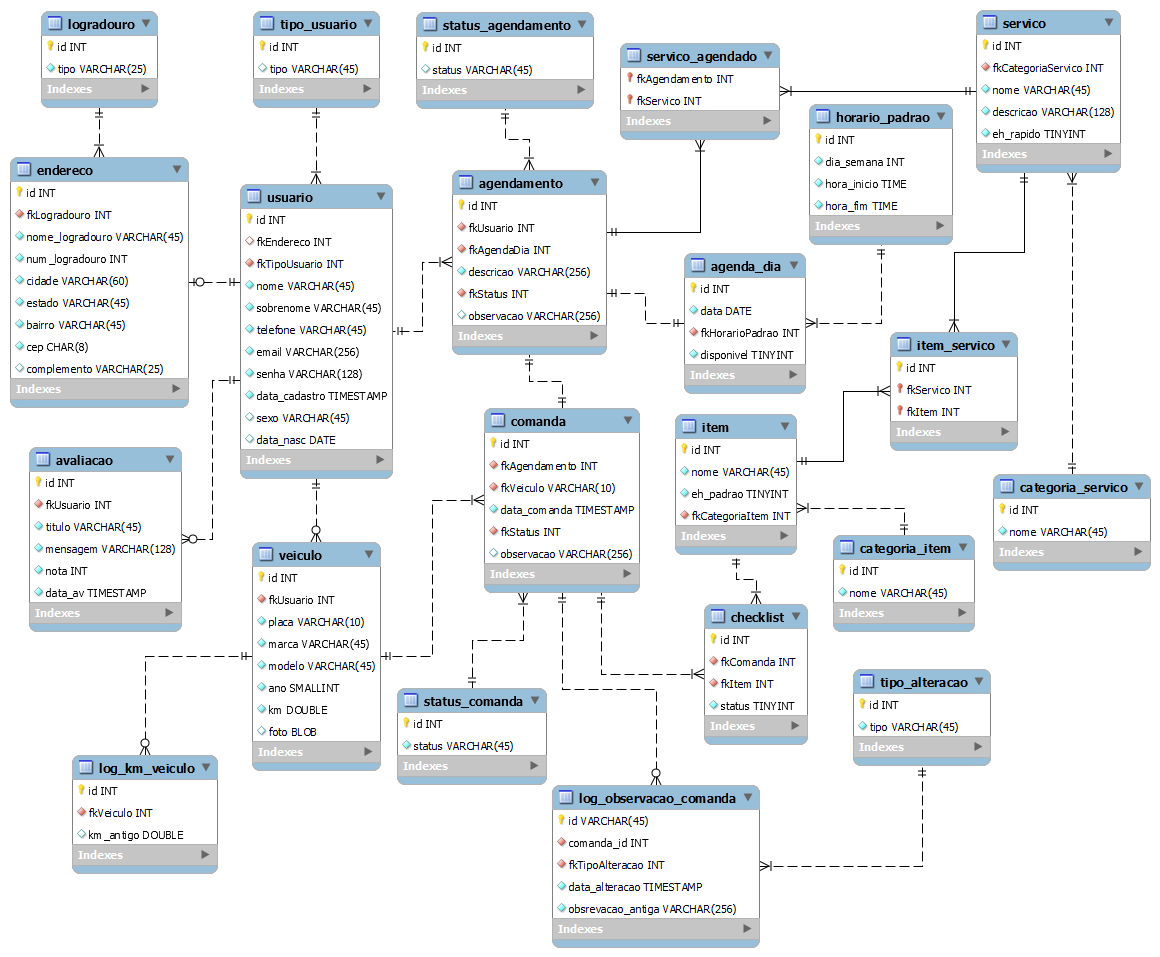 logradouro
id INT
tipo VARCHAR(25)
Indexes
tipo_usuario
id INT
tipo VARCHAR(45)
Indexes
status_agendamento
id INT
status VARCHAR(45)
Indexes
servico_agendado
fkAgendamento INT
fkServico INT
Indexes
servico
id INT
fkCategoriaServico INT
nome VARCHAR(45)
descricao VARCHAR(128)
eh_rapido TINYINT
Indexes
horario_padrao
id INT
dia_semana INT
hora_inicio TIME
hora_fim TIME
Indexes
endereco
id INT
fkLogradouro INT
nome_logradouro VARCHAR(45)
num_logradouro INT
cidade VARCHAR(60)
estado VARCHAR(45)
bairro VARCHAR(45)
cep CHAR(8)
complemento VARCHAR(25)
Indexes
usuario
id INT
fkEndereco INT
fkTipoUsuario INT
nome VARCHAR(45)
sobrenome VARCHAR(45)
telefone VARCHAR(45)
email VARCHAR(256)
senha VARCHAR(128)
data_cadastro TIMESTAMP
sexo VARCHAR(45)
data_nasc DATE
Indexes
agendamento
id INT
fkUsuario INT
fkAgendaDia INT
descricao VARCHAR(256)
fkStatus INT
observacao VARCHAR(256)
Indexes
agenda_dia
id INT
data DATE
fkHorarioPadrao INT
disponivel TINYINT
Indexes
item_servico
id INT
fkServico INT
fkItem INT
Indexes
avaliacao
id INT
fkUsuario INT
titulo VARCHAR(45)
mensagem VARCHAR(128)
nota INT
data_av TIMESTAMP
Indexes
comanda
id INT
fkAgendamento INT
fkVeiculo VARCHAR(10)
data_comanda TIMESTAMP
fkStatus INT
observacao VARCHAR(256)
Indexes
item
id INT
nome VARCHAR(45)
eh_padrao TINYINT
fkCategoriaItem INT
Indexes
categoria_servico
id INT
nome VARCHAR(45)
Indexes
veiculo
id INT
fkUsuario INT
placa VARCHAR(10)
marca VARCHAR(45)
modelo VARCHAR(45)
ano SMALLINT
km DOUBLE
foto BLOB
Indexes
categoria_item
id INT
nome VARCHAR(45)
Indexes
checklist
id INT
fkComanda INT
fkItem INT
status TINYINT
Indexes
status_comanda
id INT
status VARCHAR(45)
Indexes
tipo_alteracao
id INT
tipo VARCHAR(45)
Indexes
log_km_veiculo
id INT
fkVeiculo INT
km_antigo DOUBLE
Indexes
log_observacao_comanda
id VARCHAR(45)
comanda_id INT
fkTipoAlteracao INT
data_alteracao TIMESTAMP
obsrevacao_antiga VARCHAR(256)
Indexes